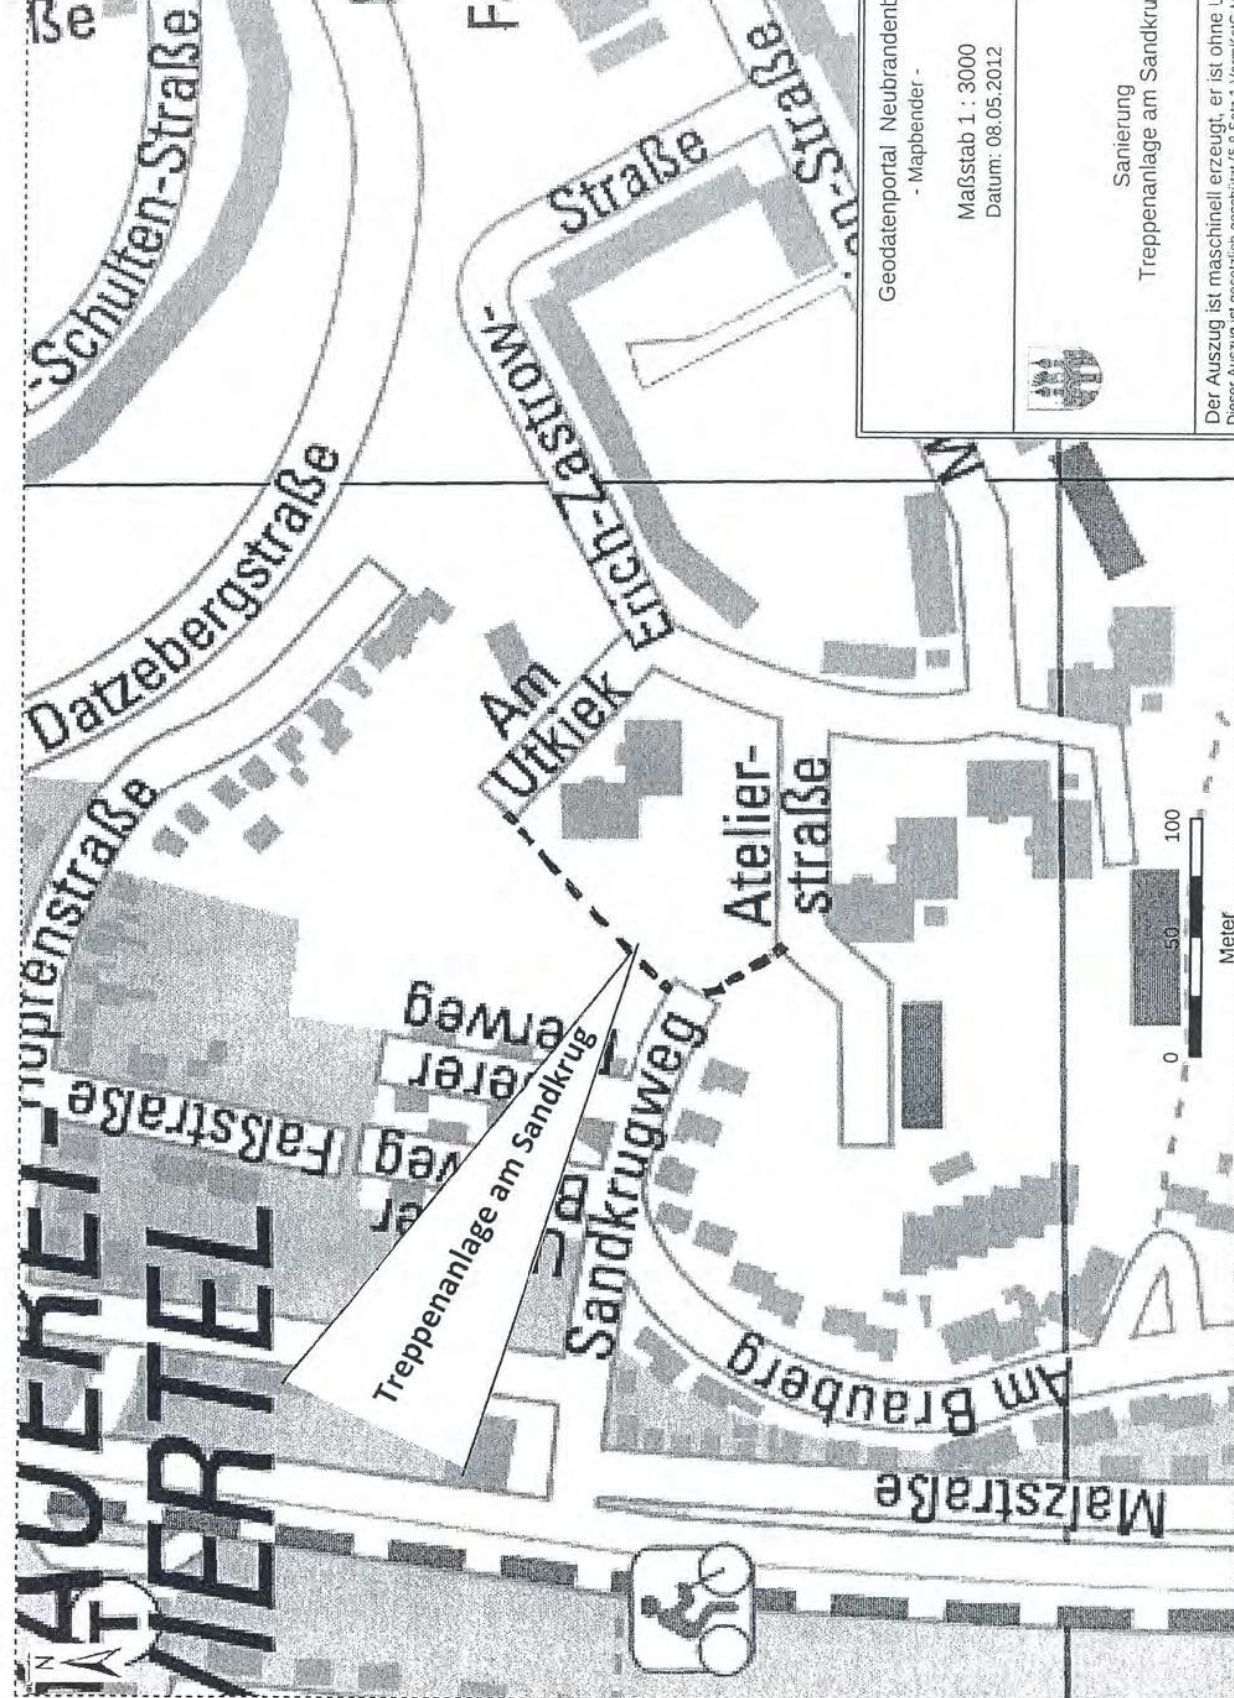 -Schulten-Straße
Datzebergstraße
Erich-Zastrow-
Straße
Am
Utkiek
Atelier-
straße
Faßstraße
Sandkrugweg
Treppenanlage am Sandkrug
Am Brauberg
Malzstraße
VIERTEL
N
T
0
50
100
Meter
Geodatenportal Neubrandenb
- Mapbender -
Maßstab 1 : 3000
Datum: 08.05.2012
Sanierung
Treppenanlage am Sandkru
Der Auszug ist maschinell erzeugt, er ist ohne U